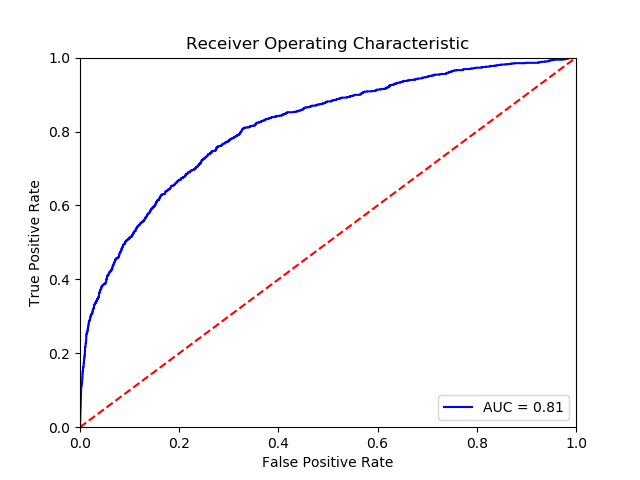 Receiver Operating Characteristic
1.0
0.8
0.6
0.4
0.2
0.0
True Positive Rate
AUC = 0.81
0.0 0.2 0.4 0.6 0.8 1.0
False Positive Rate